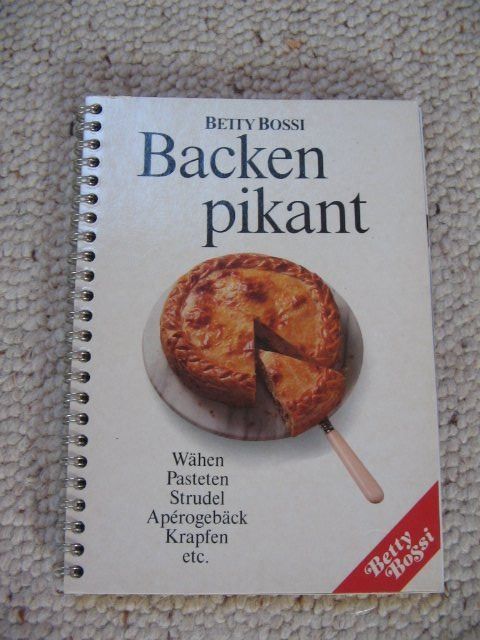 BETTY BOSSI
Backen
pikant
Wähen
Pasteten
Strudel
Apérogebäck
Krapfen
etc.
Betty
Bossi